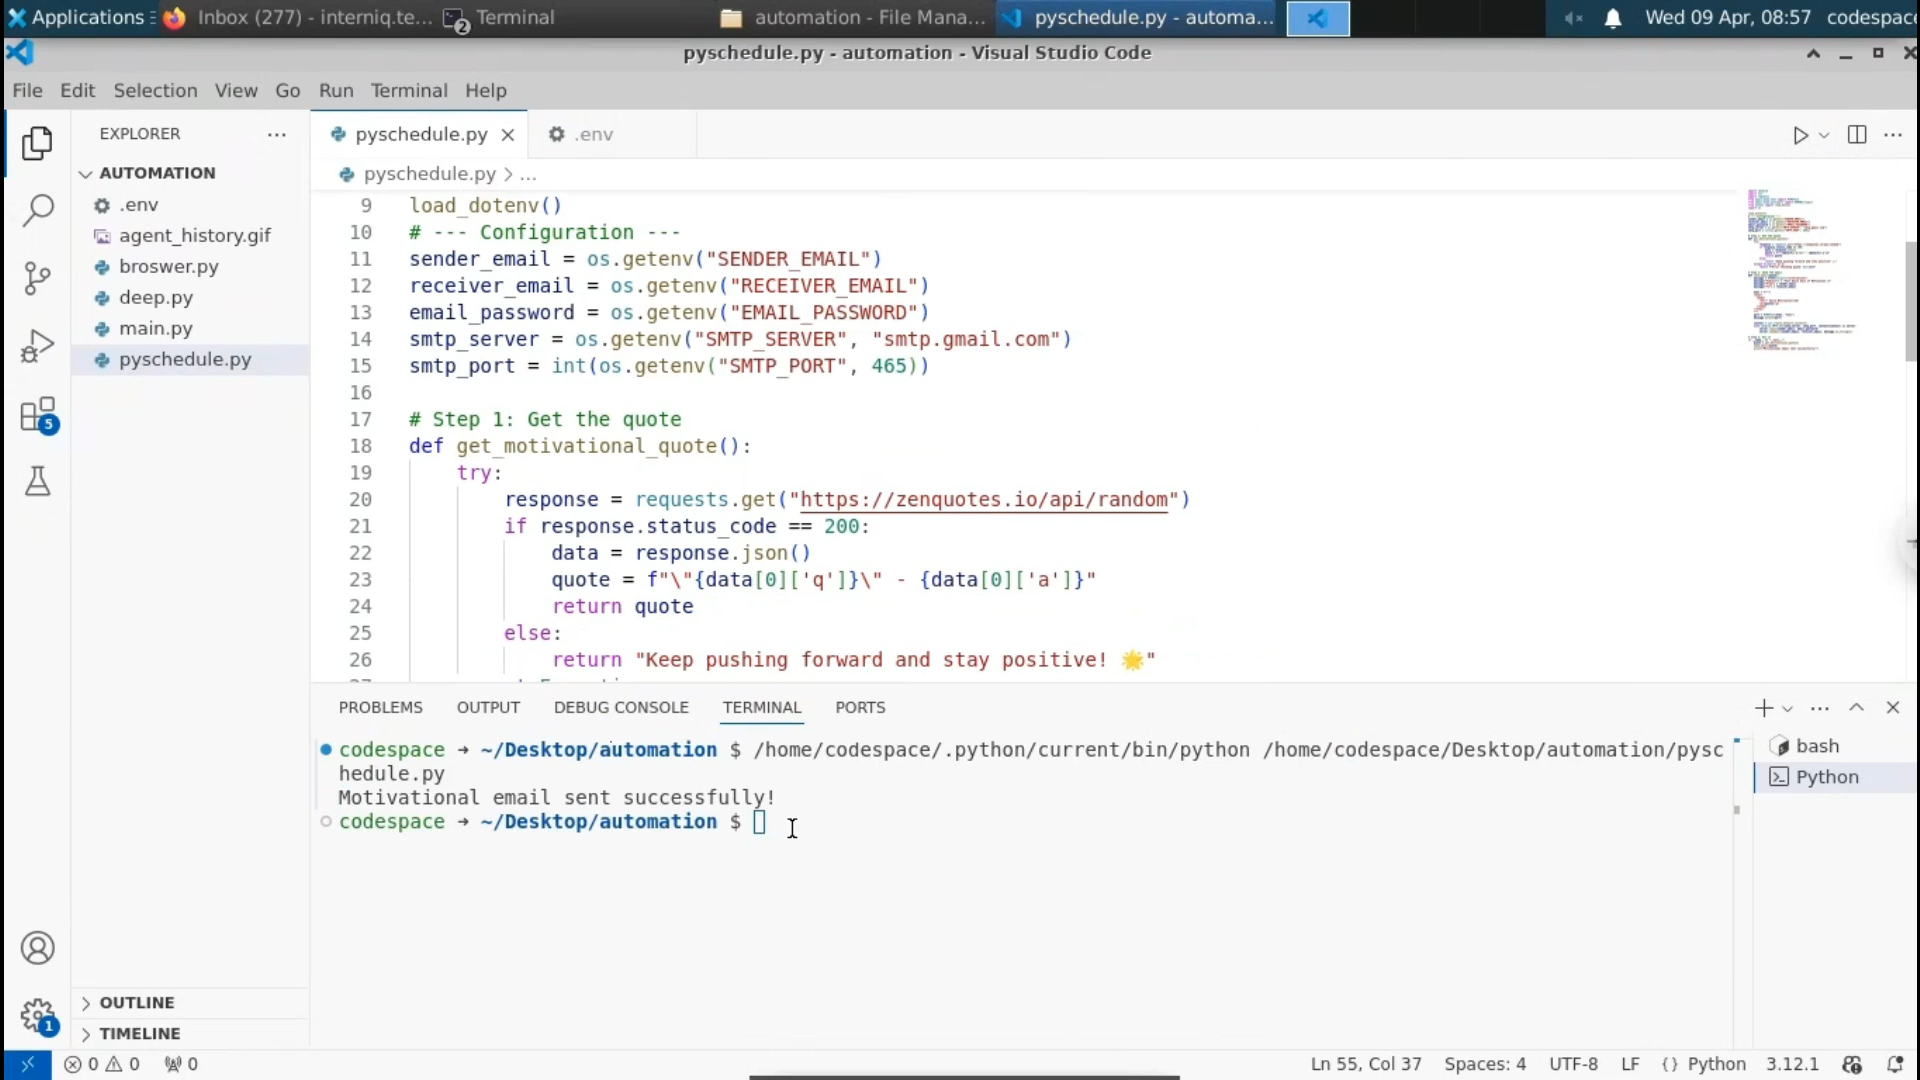 Applications
Inbox (277) - interniq.te...
2
Terminal
automation - File Mana...
pyschedule.py - automa...
Wed 09 Apr, 08:57
codespace
pyschedule.py - automation - Visual Studio Code
File Edit Selection View Go Run Terminal Help
EXPLORER
AUTOMATION
.env
agent_history.gif
broswer.py
deep.py
main.py
pyschedule.py
5
1
OUTLINE
TIMELINE
pyschedule.py
.env
pyschedule.py > ...
9 load_dotenv()
10 # --- Configuration ---
11 sender_email = os.getenv("SENDER_EMAIL")
12 receiver_email = os.getenv("RECEIVER_EMAIL")
13 email_password = os.getenv("EMAIL_PASSWORD")
14 smtp_server = os.getenv("SMTP_SERVER", "smtp.gmail.com")
15 smtp_port = int(os.getenv("SMTP_PORT", 465))
16
17 # Step 1: Get the quote
18 def get_motivational_quote():
19 try:
20 response = requests.get("https://zenquotes.io/api/random")
21 if response.status_code == 200:
22 data = response.json()
23 quote = f"\"{data[0]['q']}\" - {data[0]['a']}"
24 return quote
25 else:
26 return "Keep pushing forward and stay positive! 🌟"
PROBLEMS OUTPUT DEBUG CONSOLE TERMINAL PORTS
codespace → ~/Desktop/automation $ /home/codespace/.python/current/bin/python /home/codespace/Desktop/automation/pysc
hedule.py
Motivational email sent successfully!
codespace → ~/Desktop/automation $
bash
Python
0 0 0
Ln 55, Col 37 Spaces: 4 UTF-8 LF {} Python 3.12.1